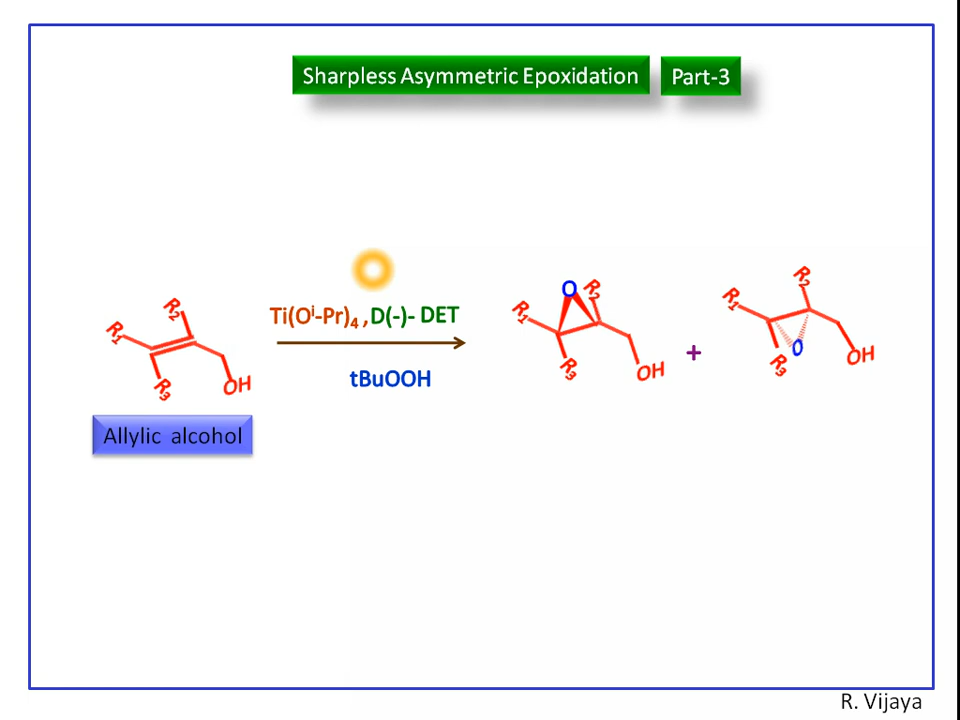 Sharpless Asymmetric Epoxidation Part-3
Ti(Oⁱ-Pr)₄ , D(-)- DET
tBuOOH
R₁ R₂ R₃ OH
O R₁ R₂ R₃ OH
+
R₁ R₂ R₃ O OH
Allylic alcohol
R. Vijaya